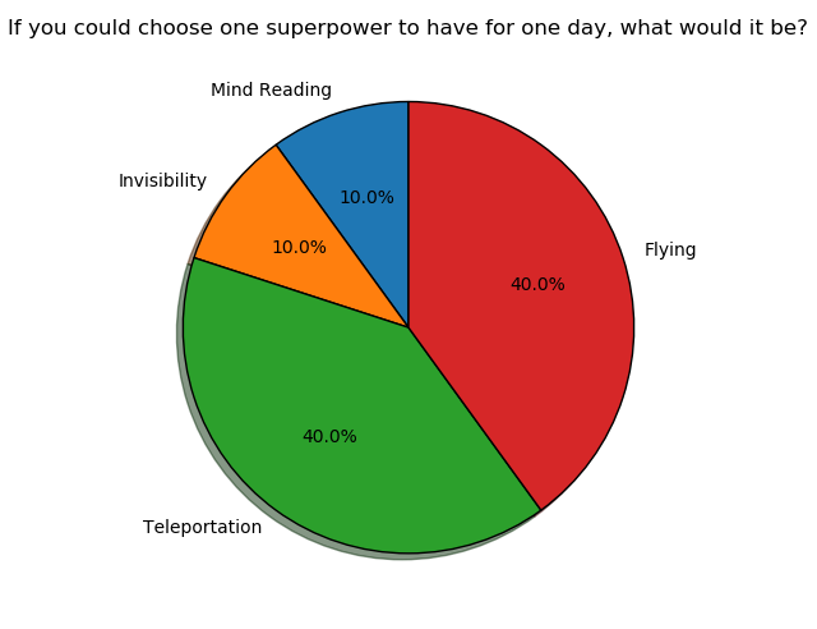 If you could choose one superpower to have for one day, what would it be?
Mind Reading
Invisibility
10.0%
10.0%
Flying
40.0%
40.0%
Teleportation